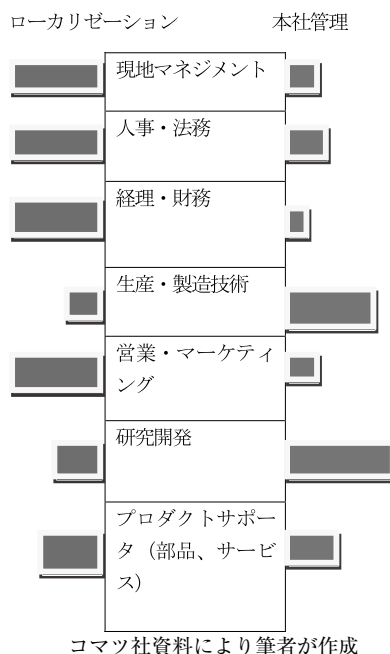 ローカリゼーション 本社管理
現地マネジメント
人事・法務
経理・財務
生産・製造技術
営業・マーケティ
ング
研究開発
プロダクトサポー
タ（部品、サービ
ス）
コマツ社資料により筆者が作成